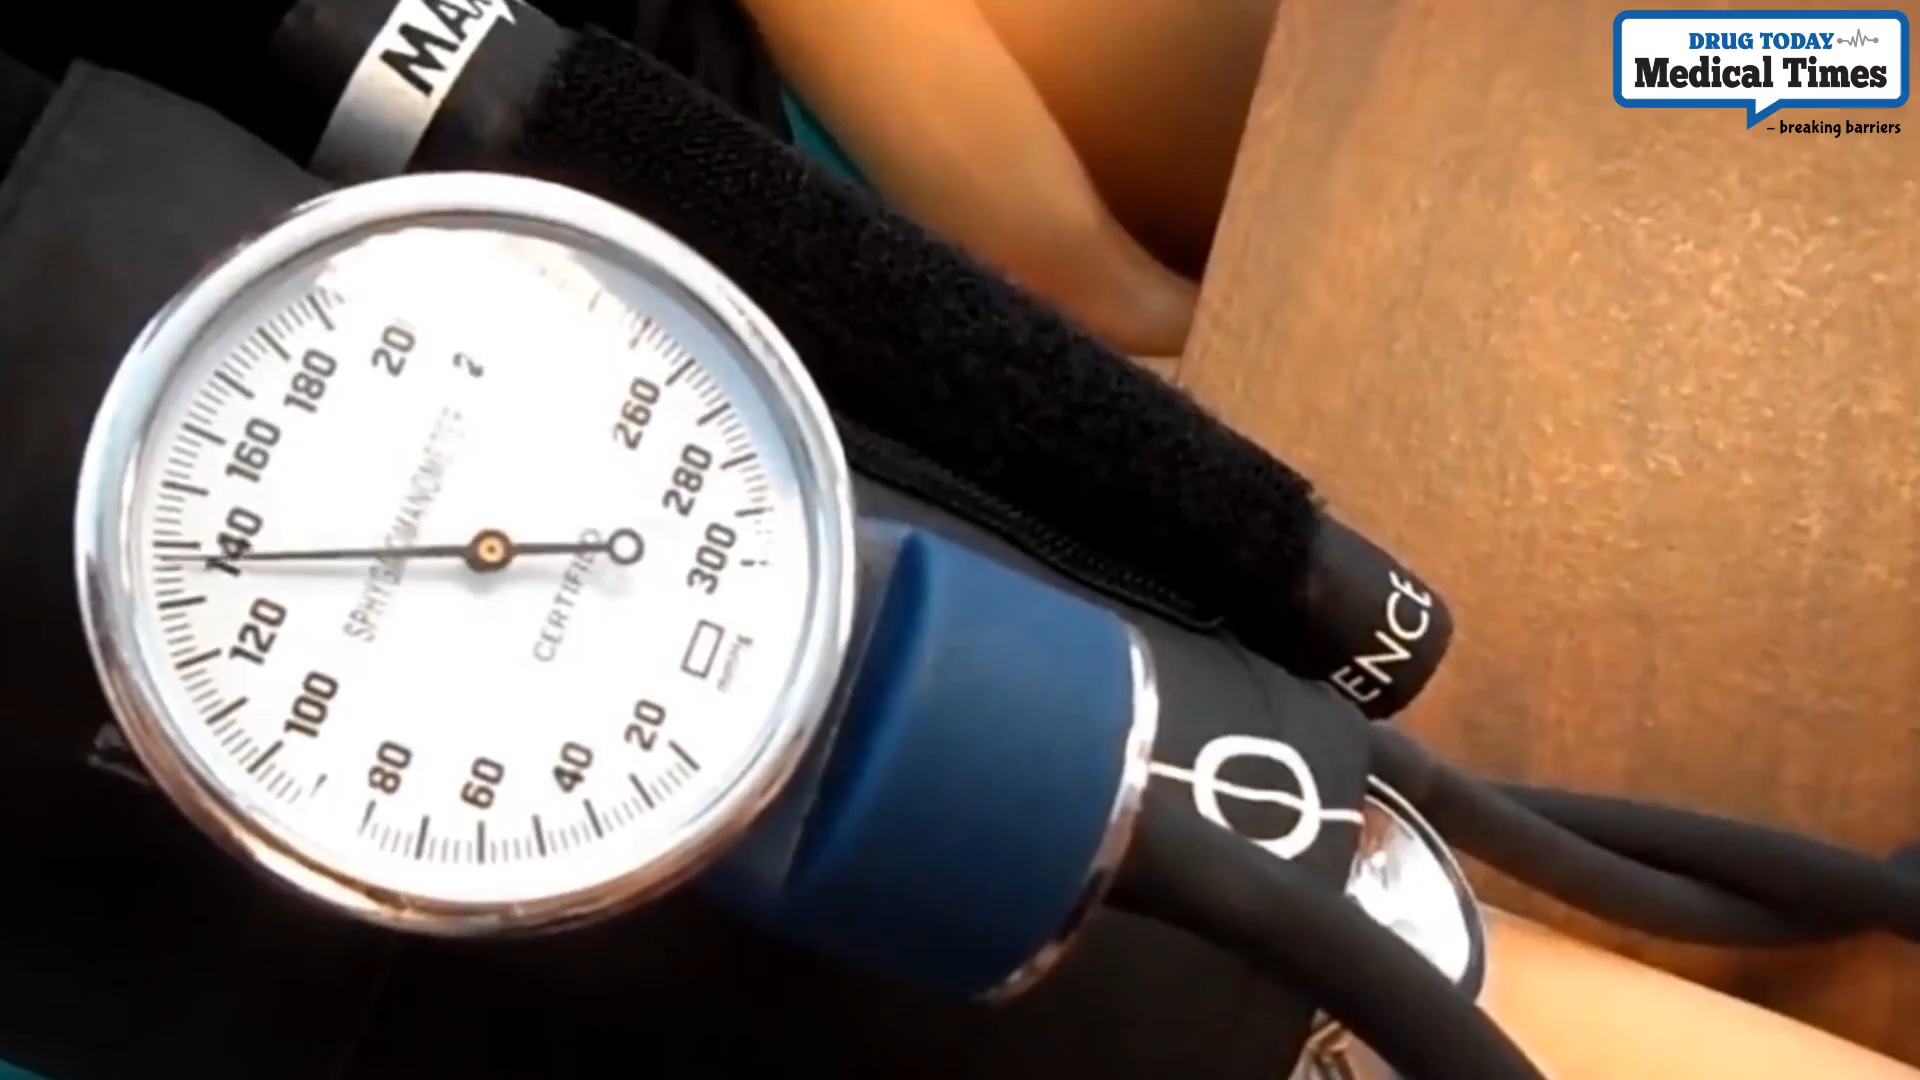 DRUG TODAY
Medical Times
– breaking barriers
180
160
140
120
100
80
60
40
20
260
280
300
SPHYGMOMANOMETER
CERTIFIED
ENCE